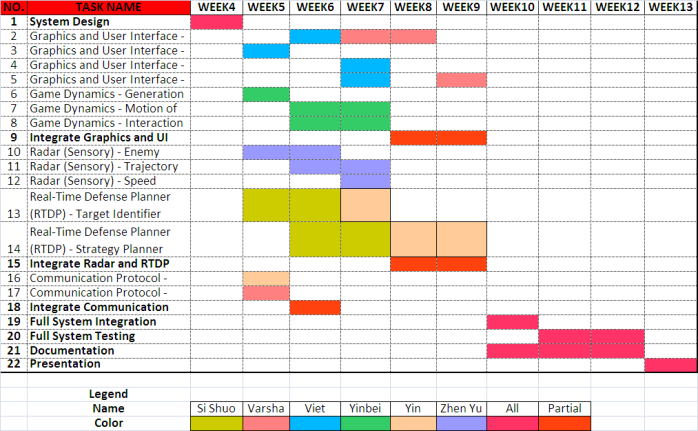 NO. TASK NAME WEEK4 WEEK5 WEEK6 WEEK7 WEEK8 WEEK9 WEEK10 WEEK11 WEEK12 WEEK13
1 System Design
2 Graphics and User Interface -
3 Graphics and User Interface -
4 Graphics and User Interface -
5 Graphics and User Interface -
6 Game Dynamics - Generation
7 Game Dynamics - Motion of
8 Game Dynamics - Interaction
9 Integrate Graphics and UI
10 Radar (Sensory) - Enemy
11 Radar (Sensory) - Trajectory
12 Radar (Sensory) - Speed
Real-Time Defense Planner
13 (RTDP) - Target Identifier
Real-Time Defense Planner
14 (RTDP) - Strategy Planner
15 Integrate Radar and RTDP
16 Communication Protocol -
17 Communication Protocol -
18 Integrate Communication
19 Full System Integration
20 Full System Testing
21 Documentation
22 Presentation
Legend
Name Si Shuo Varsha Viet Yinbei Yin Zhen Yu All Partial
Color